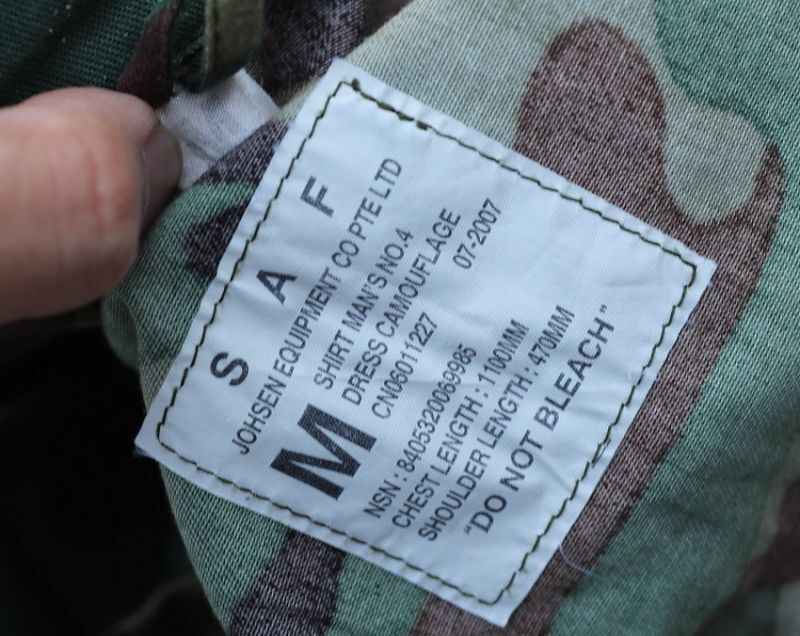 S A F
JOHSEN EQUIPMENT CO PTE LTD
M
SHIRT MAN'S NO.4
DRESS CAMOUFLAGE
CN06011227 07-2007
NSN : 8405320069985
CHEST LENGTH : 1100MM
SHOULDER LENGTH : 470MM
"DO NOT BLEACH"